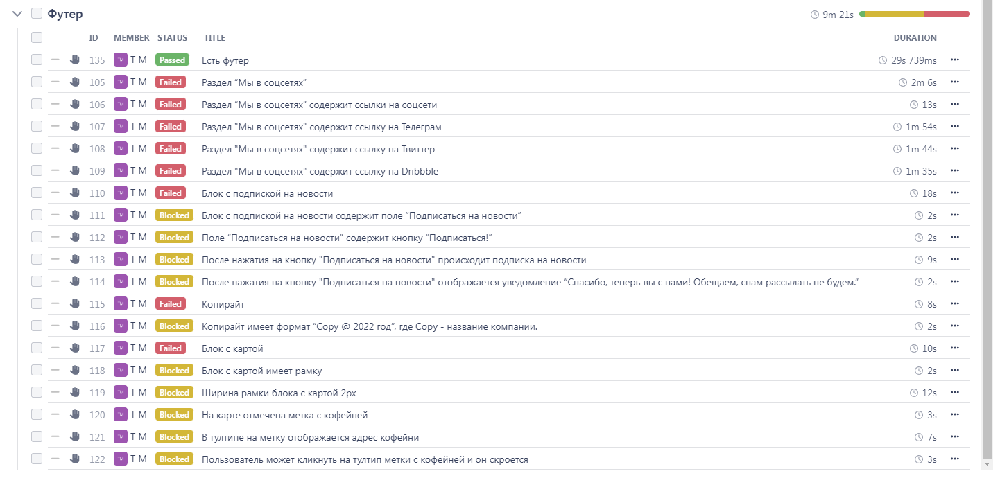 Футер 9m 21s
ID MEMBER STATUS TITLE DURATION
135 TM T M Passed Есть футер 29s 739ms
105 TM T M Failed Раздел “Мы в соцсетях” 2m 6s
106 TM T M Failed Раздел “Мы в соцсетях” содержит ссылки на соцсети 13s
107 TM T M Failed Раздел "Мы в соцсетях" содержит ссылку на Телеграм 1m 54s
108 TM T M Failed Раздел "Мы в соцсетях" содержит ссылку на Твиттер 1m 44s
109 TM T M Failed Раздел "Мы в соцсетях" содержит ссылку на Dribbble 1m 35s
110 TM T M Failed Блок с подпиской на новости 18s
111 TM T M Blocked Блок с подпиской на новости содержит поле “Подписаться на новости” 2s
112 TM T M Blocked Поле “Подписаться на новости” содержит кнопку “Подписаться!” 2s
113 TM T M Blocked После нажатия на кнопку "Подписаться на новости" происходит подписка на новости 9s
114 TM T M Blocked После нажатия на кнопку "Подписаться на новости" отображается уведомление “Спасибо, теперь вы с нами! Обещаем, спам рассылать не будем.” 2s
115 TM T M Failed Копирайт 8s
116 TM T M Blocked Копирайт имеет формат “Copy @ 2022 год”, где Copy - название компании. 2s
117 TM T M Failed Блок с картой 10s
118 TM T M Blocked Блок с картой имеет рамку 2s
119 TM T M Blocked Ширина рамки блока с картой 2px 12s
120 TM T M Blocked На карте отмечена метка с кофейней 3s
121 TM T M Blocked В тултипе на метку отображается адрес кофейни 7s
122 TM T M Blocked Пользователь может кликнуть на тултип метки с кофейней и он скроется 3s